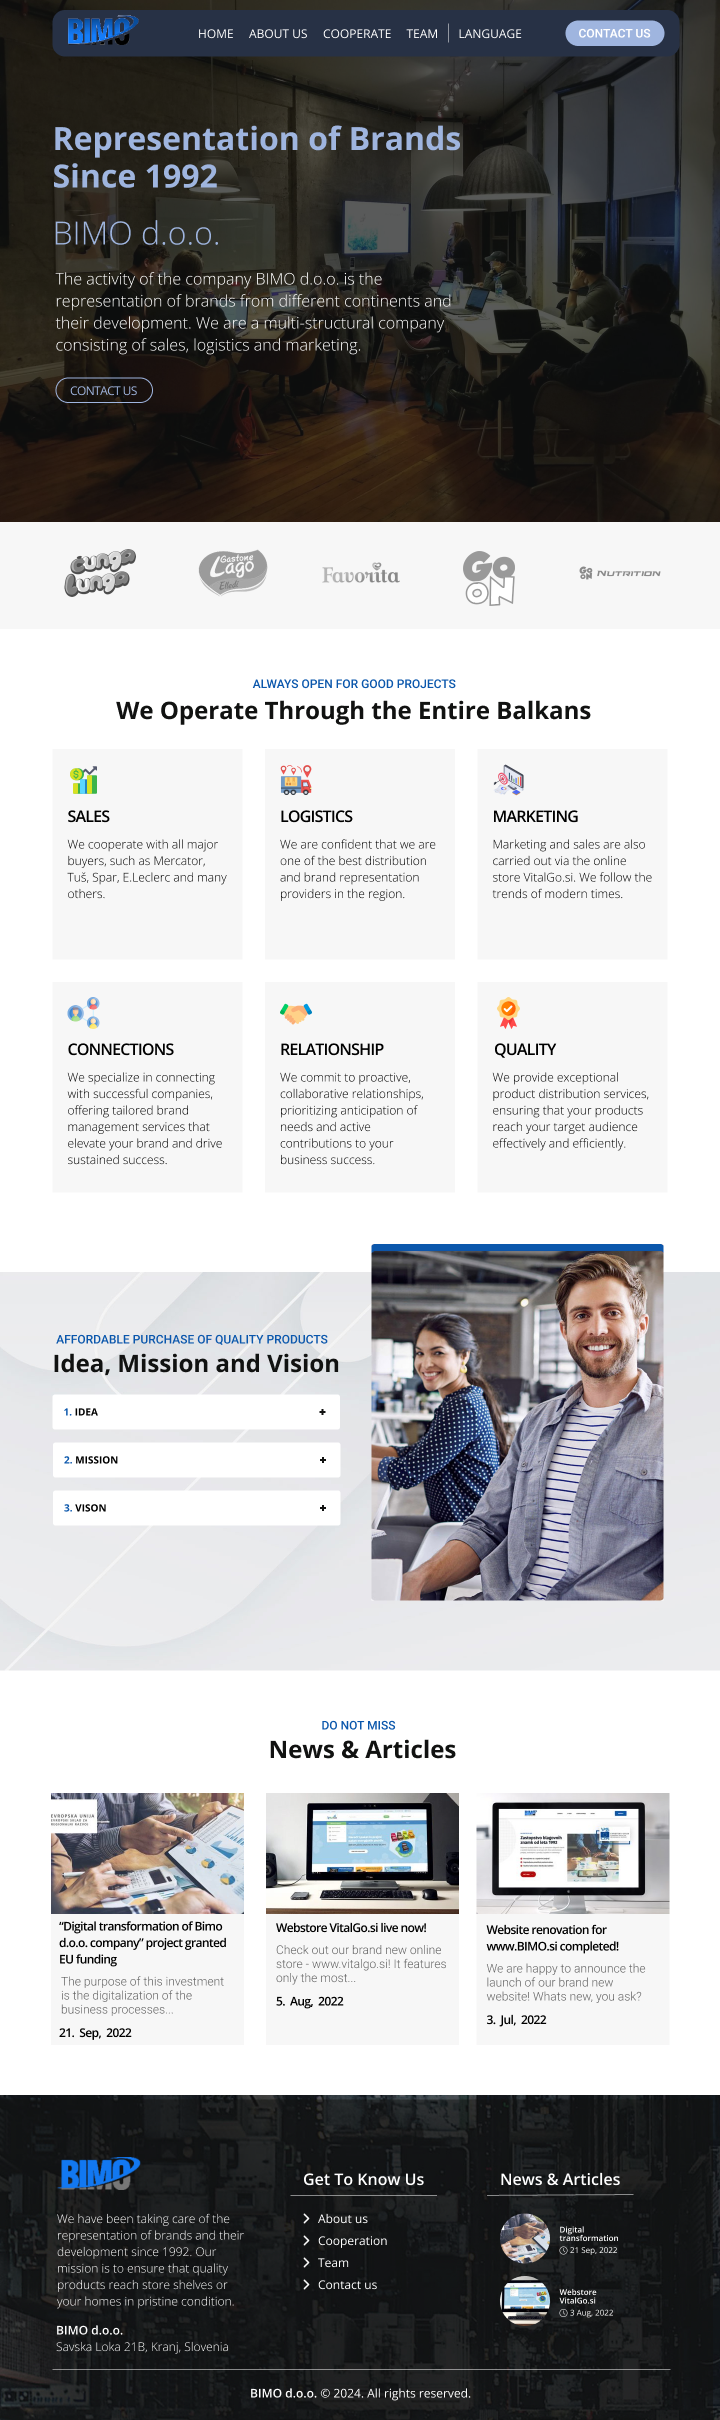 BIMO
HOME ABOUT US COOPERATE TEAM LANGUAGE CONTACT US
Representation of Brands
Since 1992
BIMO d.o.o.
The activity of the company BIMO d.o.o. is the
representation of brands from different continents and
their development. We are a multi-structural company
consisting of sales, logistics and marketing.
CONTACT US
Cunga
Lunga
Gastone
Lago
Elledi
Favorita
GO
ON
GO
ON NUTRITION
ALWAYS OPEN FOR GOOD PROJECTS
We Operate Through the Entire Balkans
SALES
We cooperate with all major
buyers, such as Mercator,
Tuš, Spar, E.Leclerc and many
others.
LOGISTICS
We are confident that we are
one of the best distribution
and brand representation
providers in the region.
MARKETING
Marketing and sales are also
carried out via the online
store VitalGo.si. We follow the
trends of modern times.
CONNECTIONS
We specialize in connecting
with successful companies,
offering tailored brand
management services that
elevate your brand and drive
sustained success.
RELATIONSHIP
We commit to proactive,
collaborative relationships,
prioritizing anticipation of
needs and active
contributions to your
business success.
QUALITY
We provide exceptional
product distribution services,
ensuring that your products
reach your target audience
effectively and efficiently.
AFFORDABLE PURCHASE OF QUALITY PRODUCTS
Idea, Mission and Vision
1. IDEA +
2. MISSION +
3. VISON +
DO NOT MISS
News & Articles
EVROPSKA UNIJA
"Digital transformation of Bimo
d.o.o. company" project granted
EU funding
The purpose of this investment
is the digitalization of the
business processes...
21. Sep, 2022
Webstore VitalGo.si live now!
Check out our brand new online
store - www.vitalgo.si! It features
only the most...
5. Aug, 2022
Zastopstvo blagovnih
znamk od leta 1992
Website renovation for
www.BIMO.si completed!
We are happy to announce the
launch of our brand new
website! Whats new, you ask?
3. Jul, 2022
BIMO
We have been taking care of the
representation of brands and their
development since 1992. Our
mission is to ensure that quality
products reach store shelves or
your homes in pristine condition.
BIMO d.o.o.
Savska Loka 21B, Kranj, Slovenia
Get To Know Us
About us
Cooperation
Team
Contact us
News & Articles
Digital
transformation
21 Sep, 2022
Webstore
VitalGo.si
3 Aug, 2022
BIMO d.o.o. © 2024. All rights reserved.